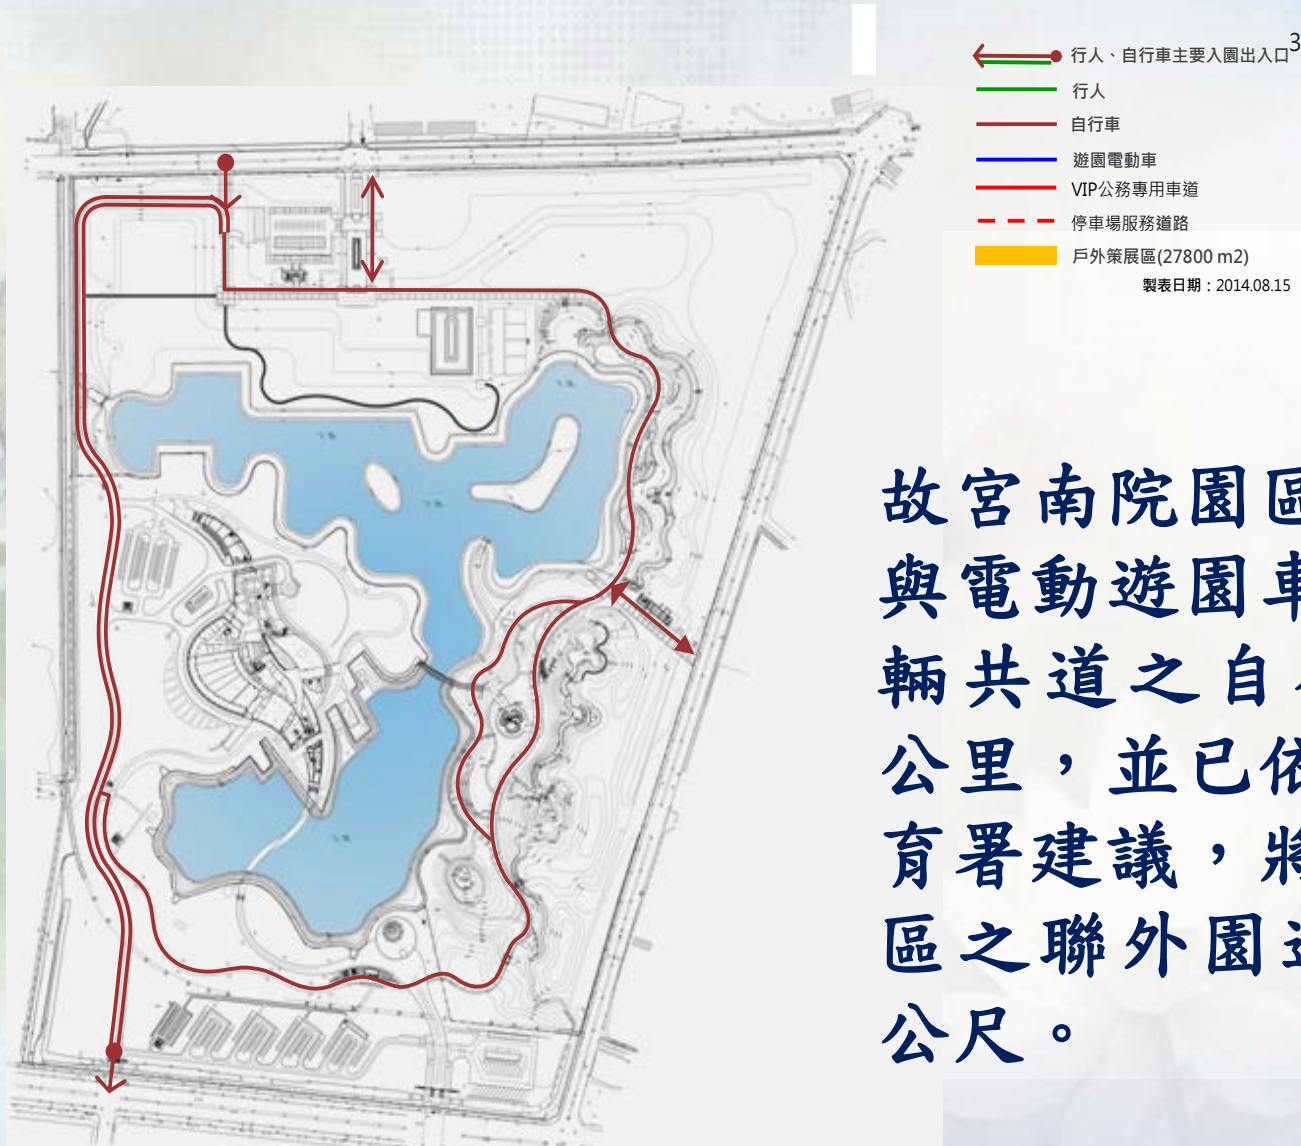 3
行人、自行車主要入園出入口
行人
自行車
遊園電動車
VIP公務專用車道
停車場服務道路
戶外策展區(27800 m2)
製表日期：2014.08.15
故宮南院園區
與電動遊園車
輛共道之自
公里，並已依
育署建議，將
區之聯外園
公尺。